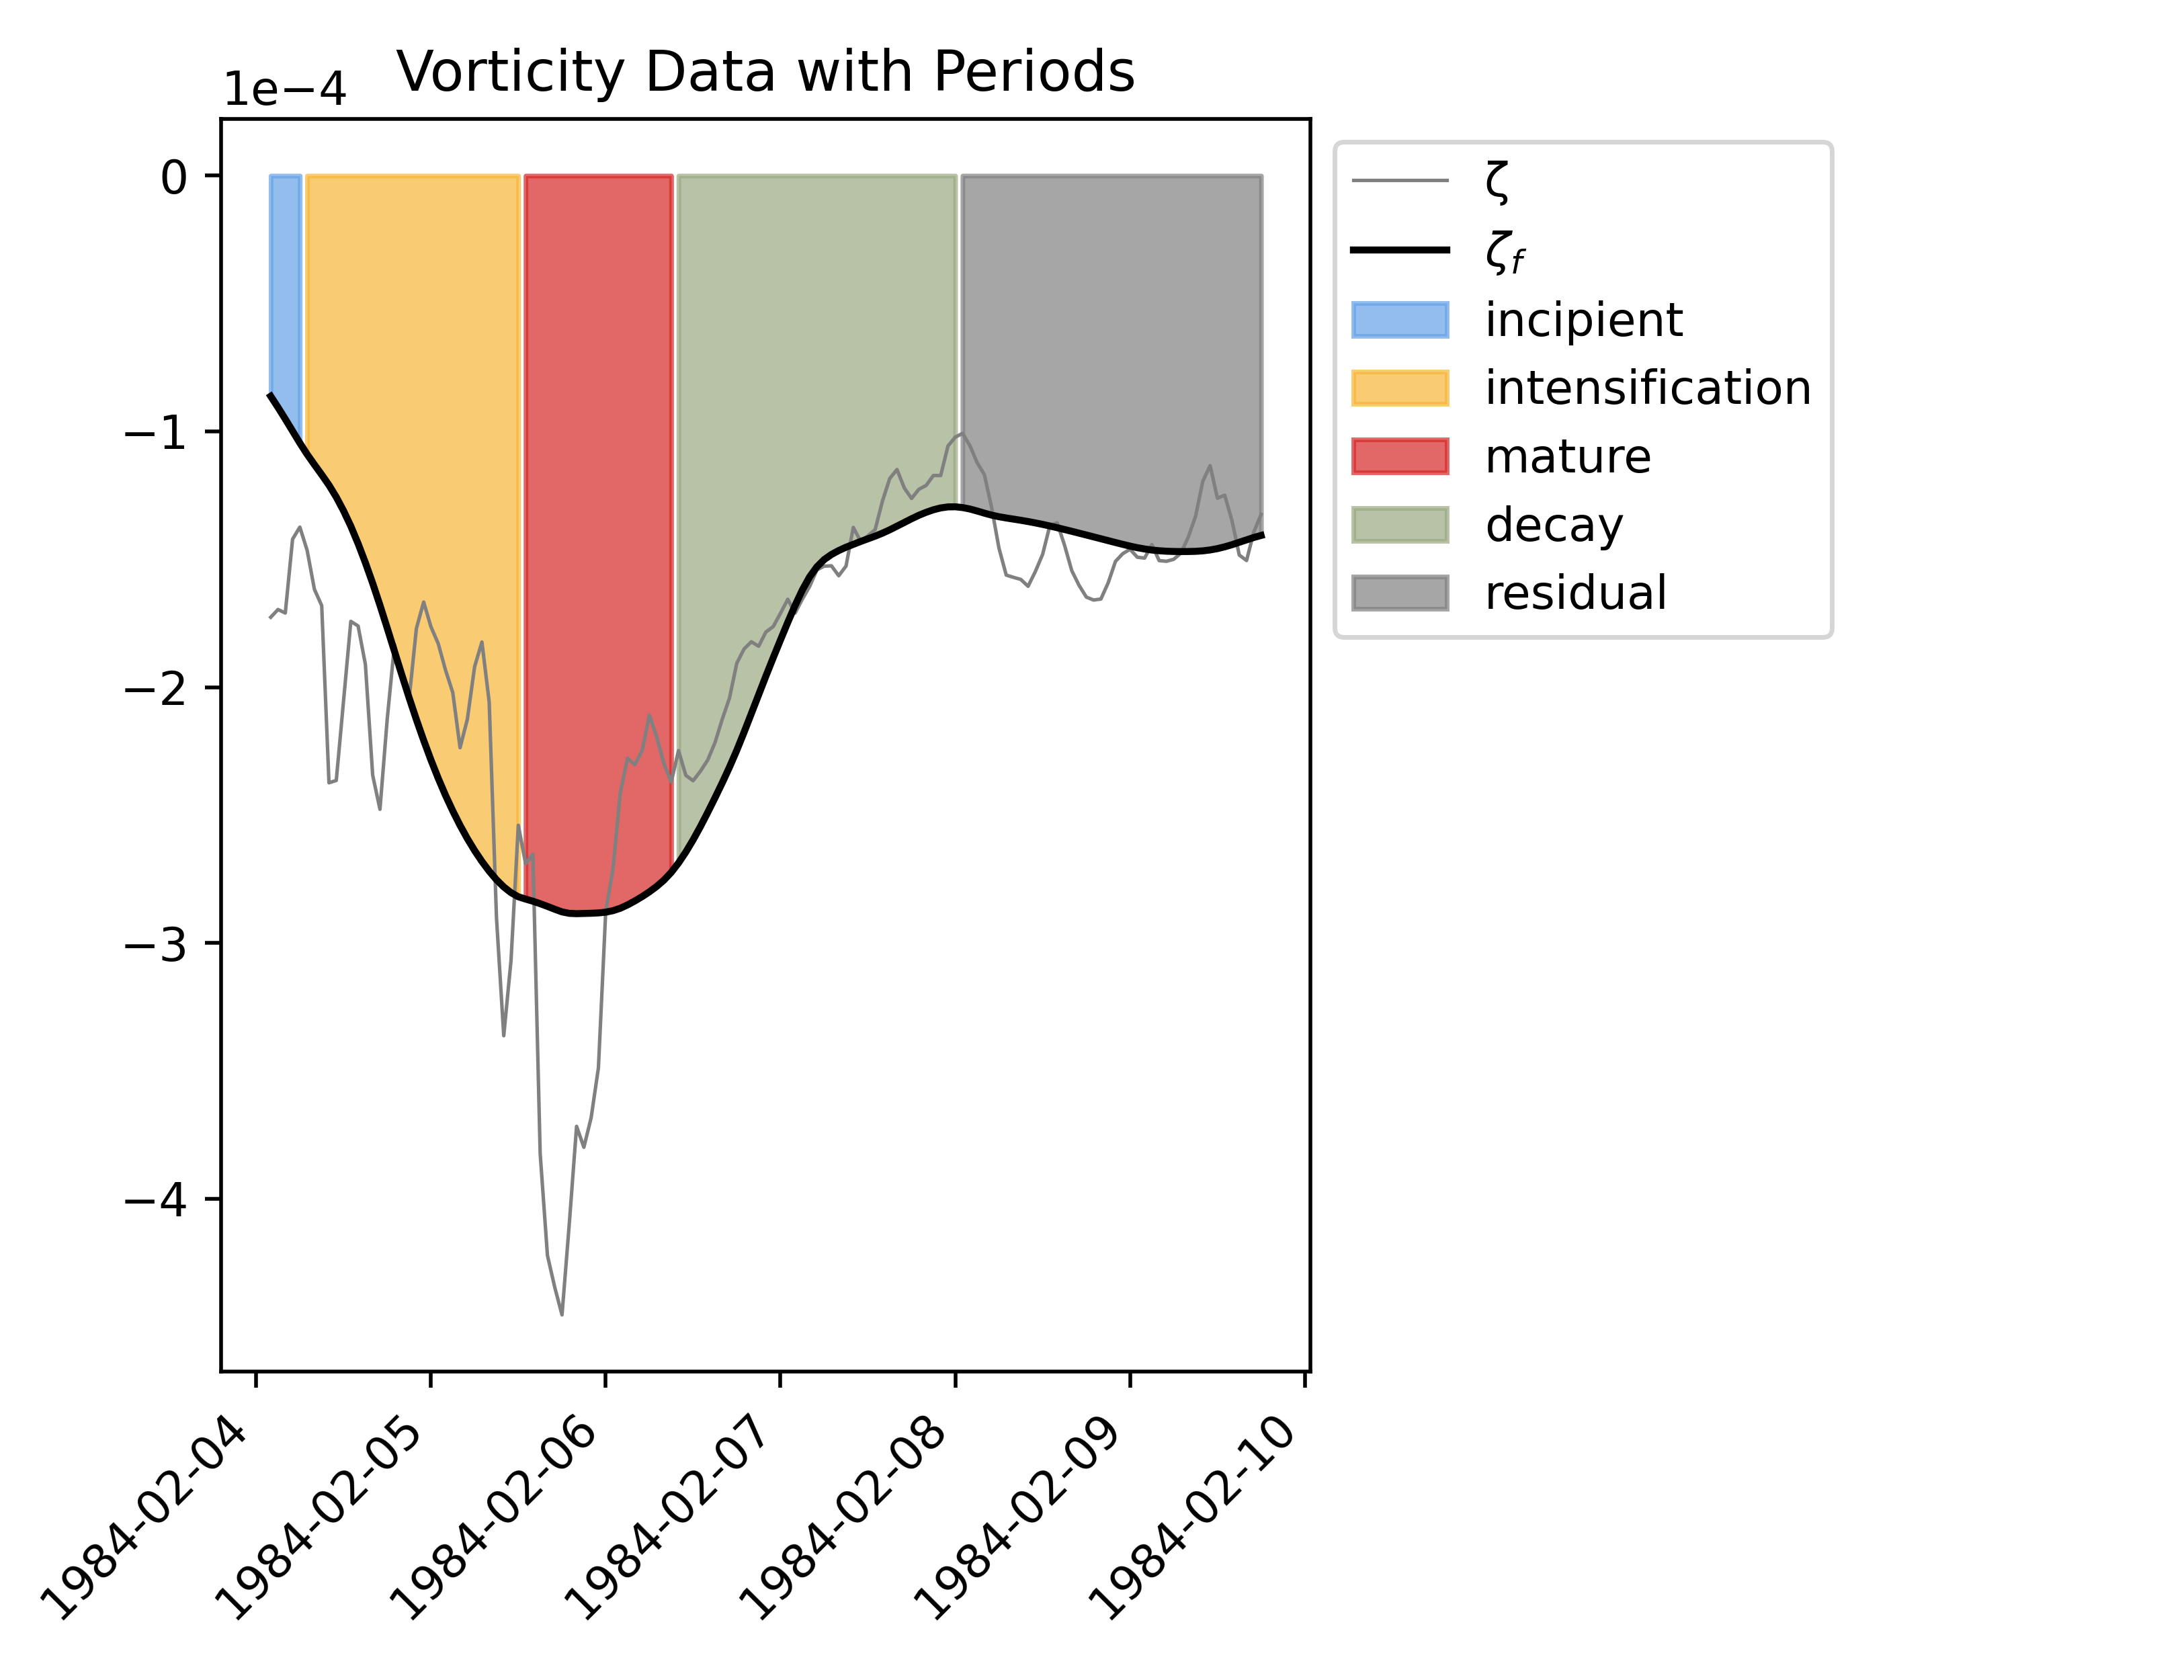 Vorticity Data with Periods
1e−4
0
−1
−2
−3
−4
1984-02-04
1984-02-05
1984-02-06
1984-02-07
1984-02-08
1984-02-09
1984-02-10
ζ
ζf
incipient
intensification
mature
decay
residual